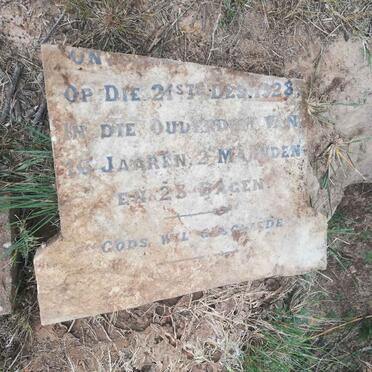 ON
OP DIE 21STE DES. 1928.
IN DIE OUDERDOM VAN
JAAREN, 2 MAANDEN
EN 23 DAGEN.
GODS WIL GESCHIEDE